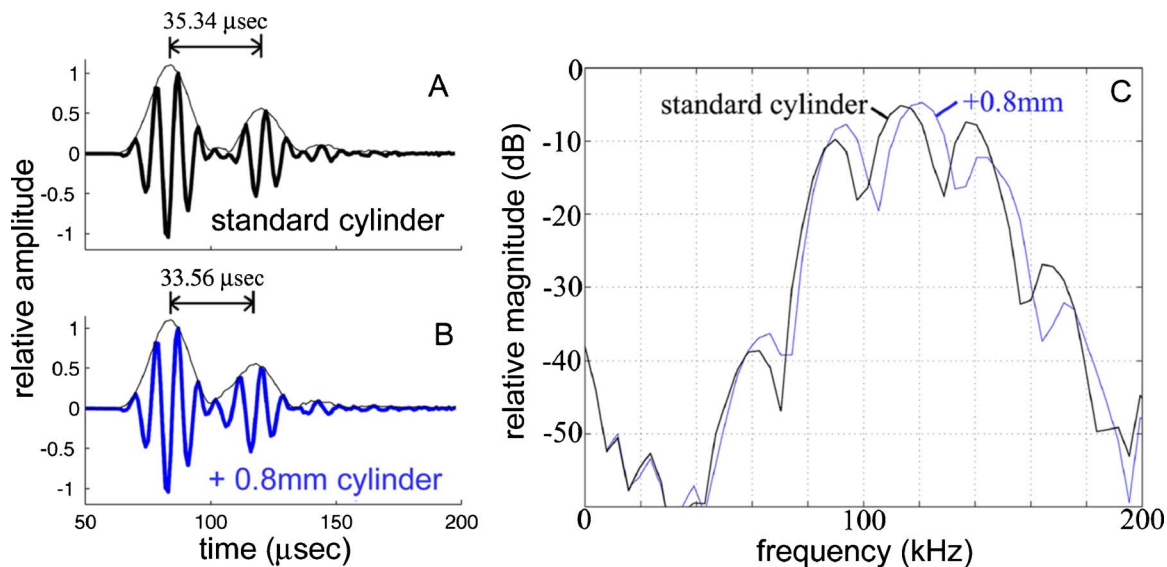 35.34 μsec
A
1
0.5
0
-0.5
-1
standard cylinder
33.56 μsec
B
1
0.5
0
-0.5
-1
+ 0.8mm cylinder
50 100 150 200
time (μsec)
relative amplitude
0
-10
-20
-30
-40
-50
relative magnitude (dB)
standard cylinder
+0.8mm
C
0 100 200
frequency (kHz)